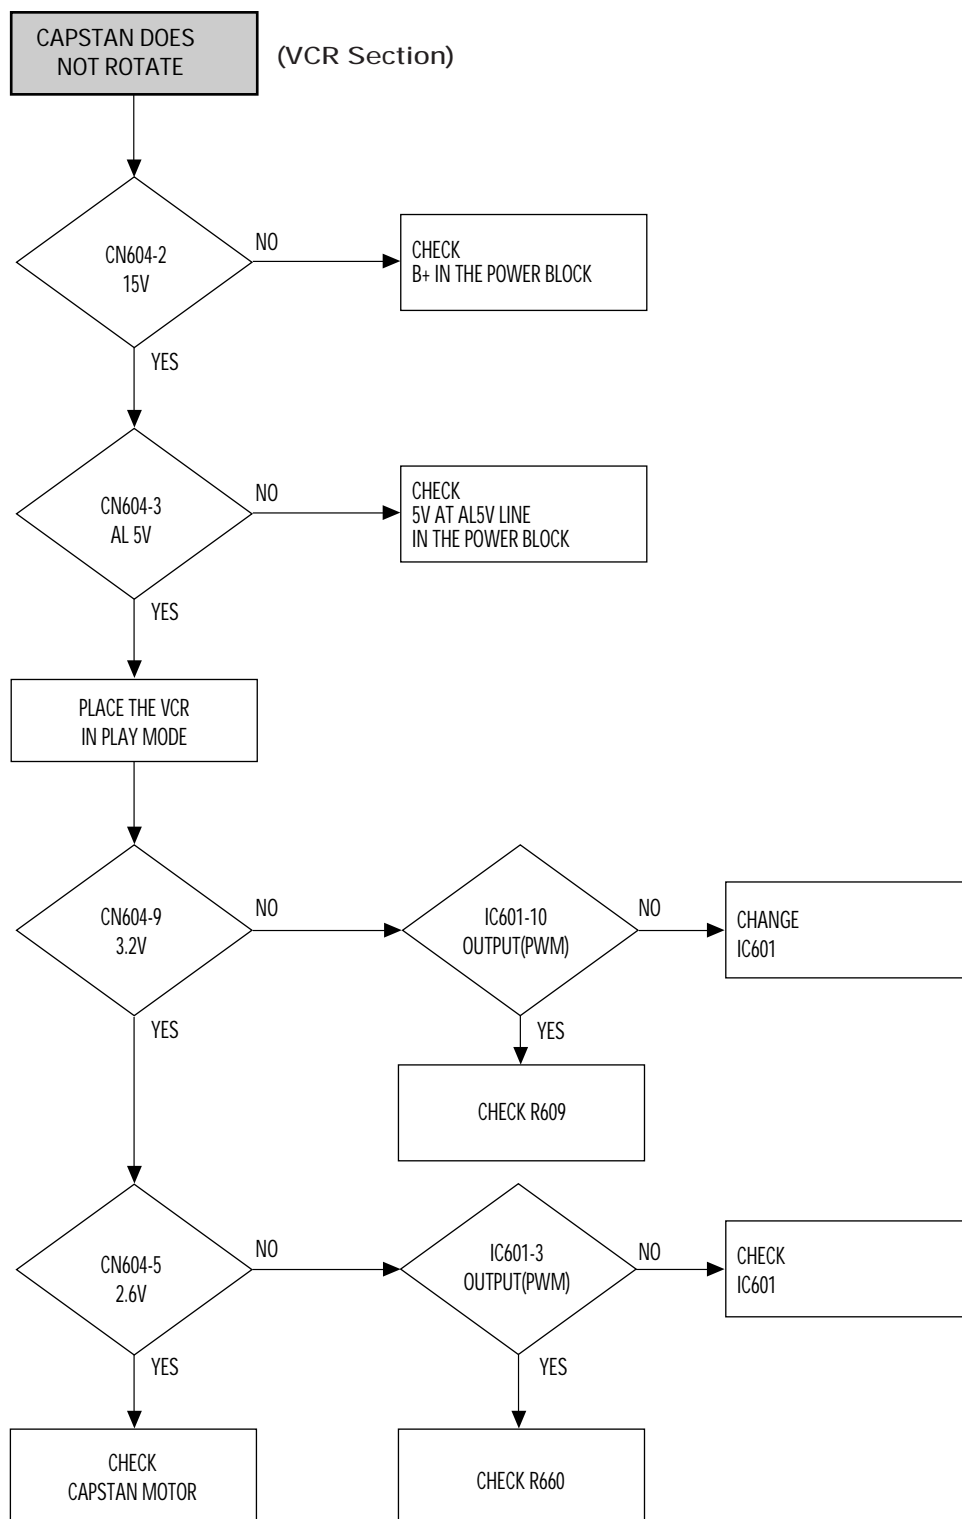 CAPSTAN DOES
NOT ROTATE
(VCR Section)
CN604-2
15V
NO
CHECK
B+ IN THE POWER BLOCK
YES
CN604-3
AL 5V
NO
CHECK
5V AT AL5V LINE
IN THE POWER BLOCK
YES
PLACE THE VCR
IN PLAY MODE
CN604-9
3.2V
NO
IC601-10
OUTPUT(PWM)
NO
CHANGE
IC601
YES
YES
CHECK R609
CN604-5
2.6V
NO
IC601-3
OUTPUT(PWM)
NO
CHECK
IC601
YES
YES
CHECK
CAPSTAN MOTOR
CHECK R660